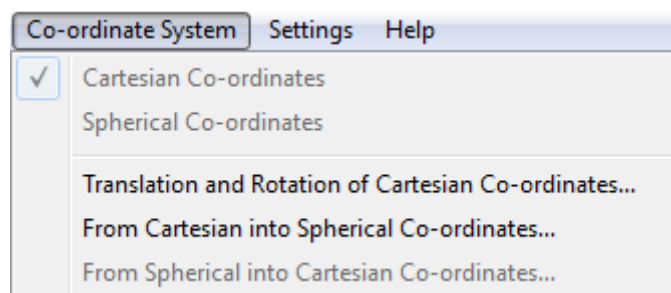 Co-ordinate System Settings Help
Cartesian Co-ordinates
Spherical Co-ordinates
Translation and Rotation of Cartesian Co-ordinates...
From Cartesian into Spherical Co-ordinates...
From Spherical into Cartesian Co-ordinates...